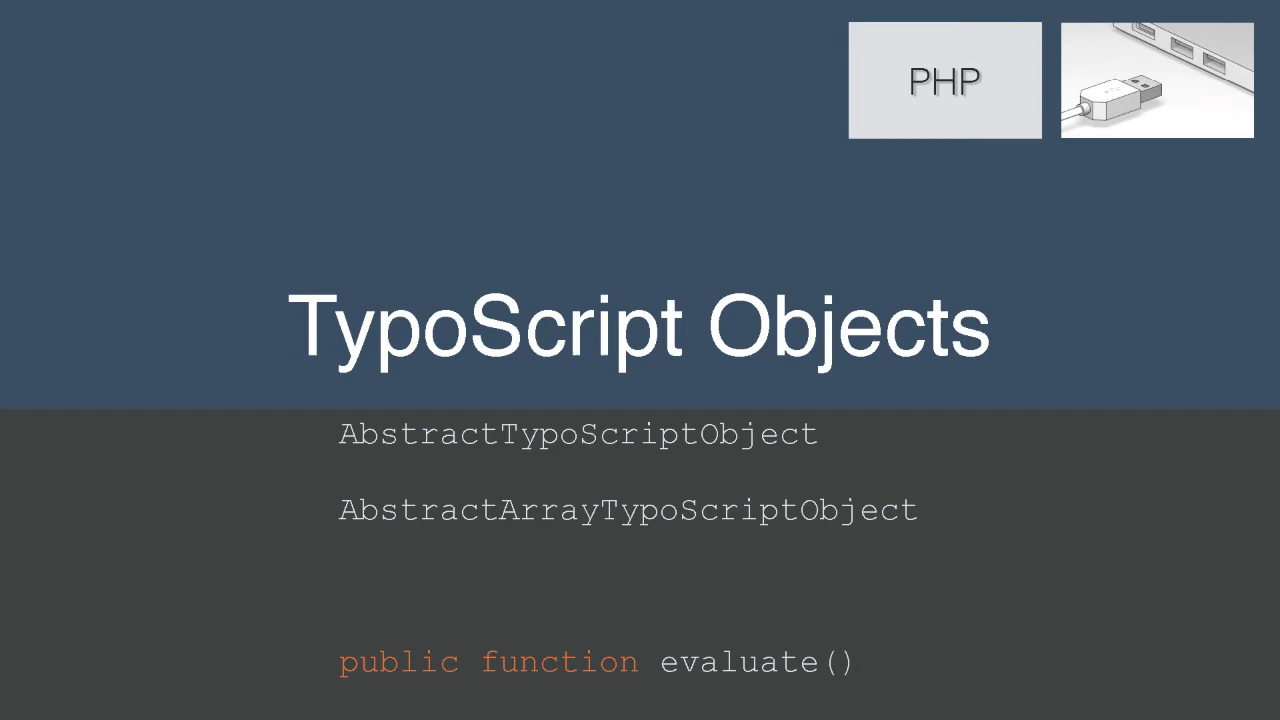 PHP
TypoScript Objects
AbstractTypoScriptObject
AbstractArrayTypoScriptObject
public function evaluate()